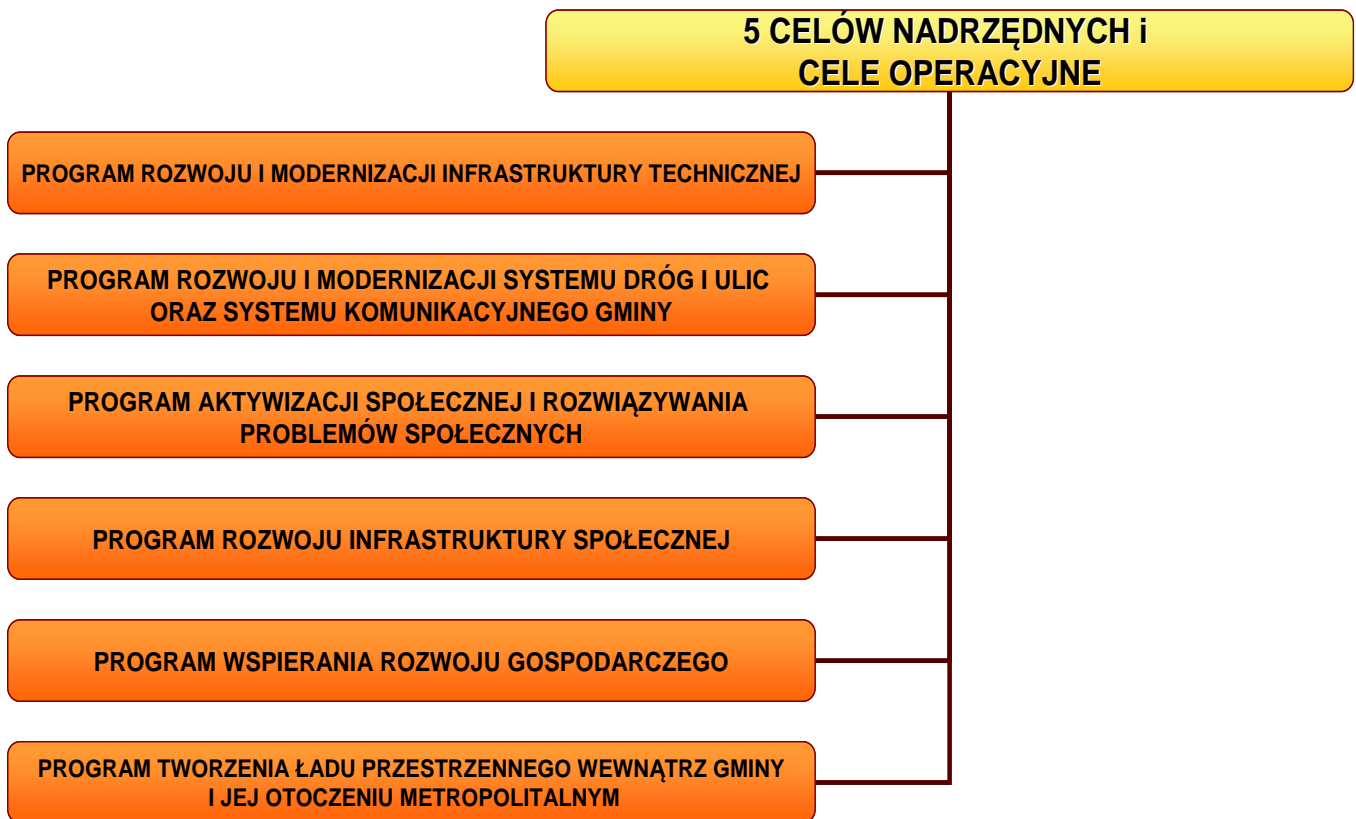 5 CELÓW NADRZĘDNYCH i
CELE OPERACYJNE
PROGRAM ROZWOJU I MODERNIZACJI INFRASTRUKTURY TECHNICZNEJ
PROGRAM ROZWOJU I MODERNIZACJI SYSTEMU DRÓG I ULIC
ORAZ SYSTEMU KOMUNIKACYJNEGO GMINY
PROGRAM AKTYWIZACJI SPOŁECZNEJ I ROZWIĄZYWANIA
PROBLEMÓW SPOŁECZNYCH
PROGRAM ROZWOJU INFRASTRUKTURY SPOŁECZNEJ
PROGRAM WSPIERANIA ROZWOJU GOSPODARCZEGO
PROGRAM TWORZENIA ŁADU PRZESTRZENNEGO WEWNĄTRZ GMINY
I JEJ OTOCZENIU METROPOLITALNYM